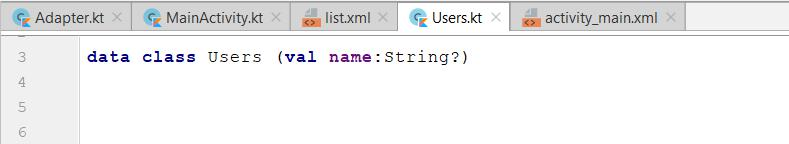 Adapter.kt MainActivity.kt list.xml Users.kt activity_main.xml
3 data class Users (val name:String?)
4
5
6